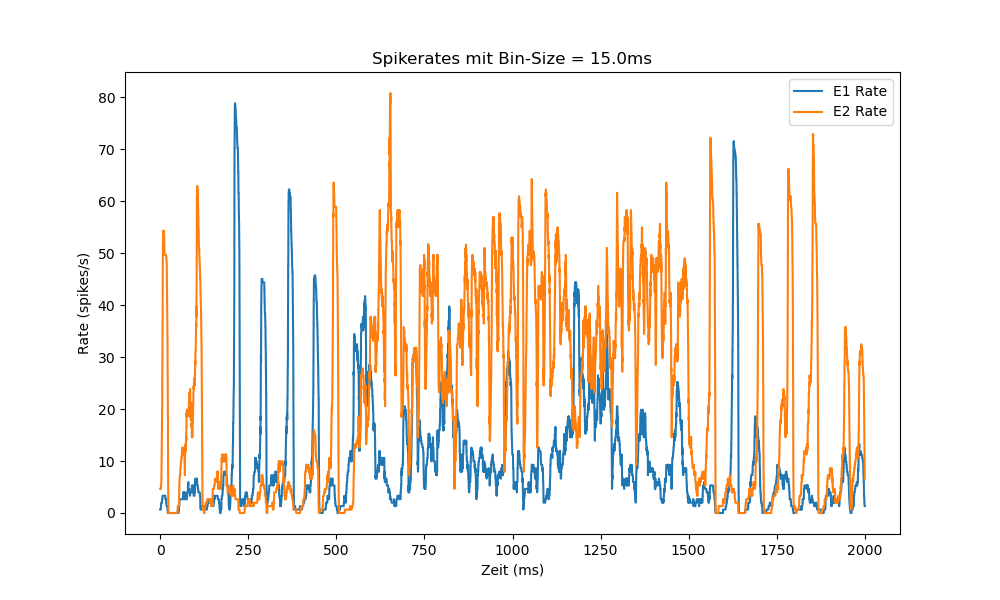 Spikerates mit Bin-Size = 15.0ms
E1 Rate
E2 Rate
80
70
60
50
40
30
20
10
0
Rate (spikes/s)
0 250 500 750 1000 1250 1500 1750 2000
Zeit (ms)